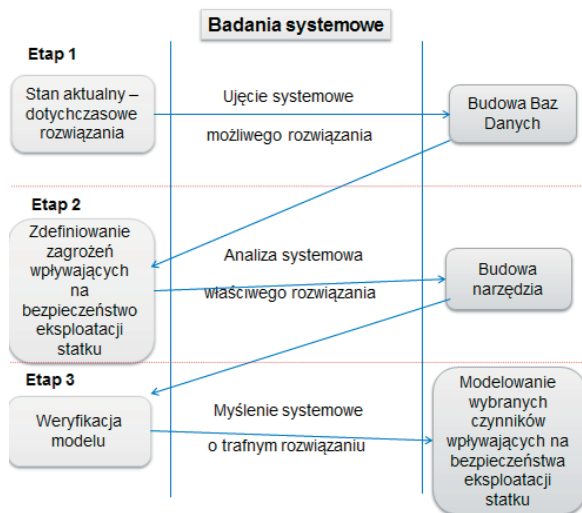 Badania systemowe
Etap 1
Stan aktualny –
dotychczasowe
rozwiązania
Ujęcie systemowe
możliwego rozwiązania
Budowa Baz
Danych
Etap 2
Zdefiniowanie
zagrożeń
wpływających
na
bezpieczeństwo
eksploatacji
statku
Analiza systemowa
właściwego rozwiązania
Budowa
narzędzia
Etap 3
Weryfikacja
modelu
Myślenie systemowe
o trafnym rozwiązaniu
Modelowanie
wybranych
czynników
wpływających na
bezpieczeństwa
eksploatacji
statku